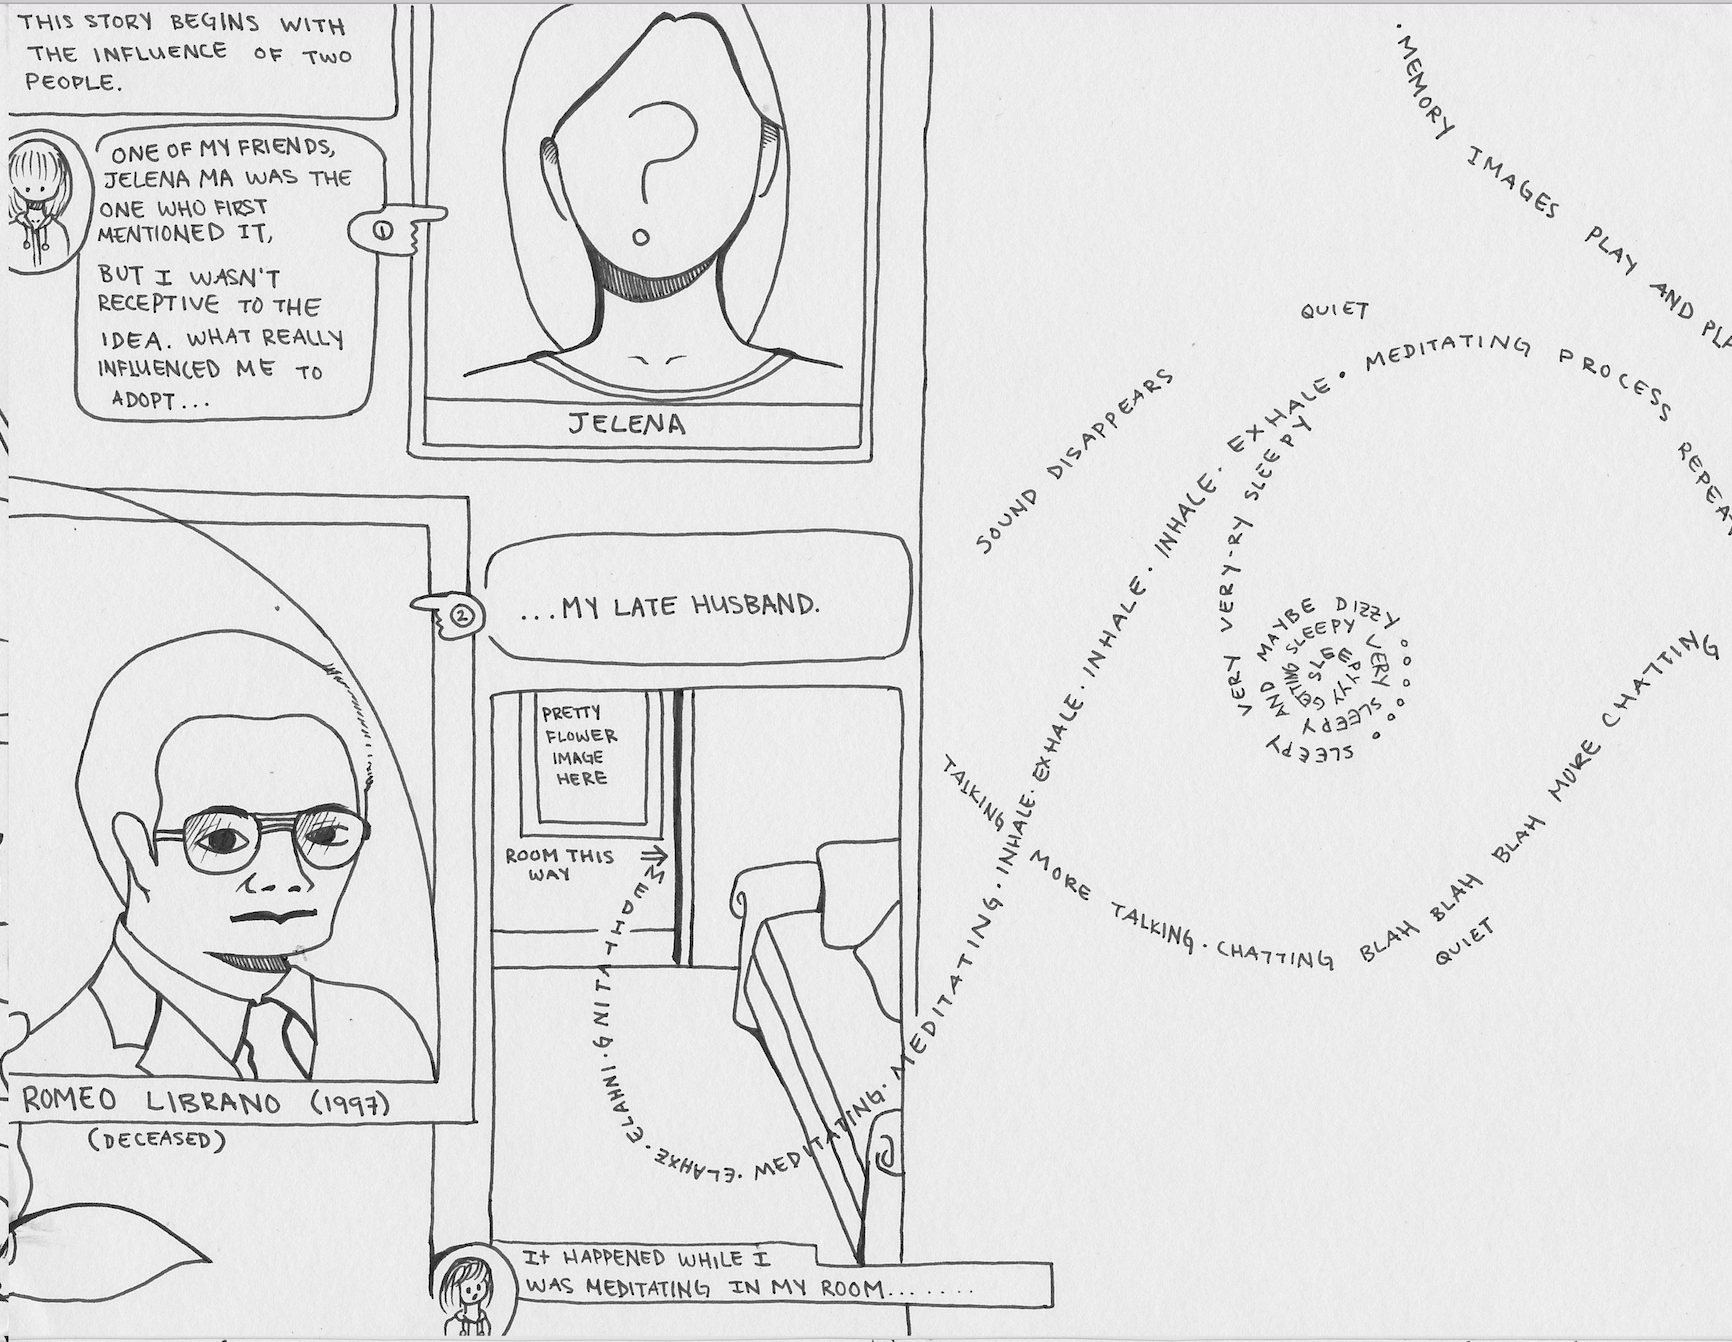 THIS STORY BEGINS WITH
THE INFLUENCE OF TWO
PEOPLE.
ONE OF MY FRIENDS,
JELENA MA WAS THE
ONE WHO FIRST
MENTIONED IT,
BUT I WASN'T
RECEPTIVE TO THE
IDEA. WHAT REALLY
INFLUENCED ME TO
ADOPT...
1
JELENA
2
...MY LATE HUSBAND.
ROMEO LIBRANO (1997)
(DECEASED)
PRETTY
FLOWER
IMAGE
HERE
ROOM THIS
WAY
MEDITATING. INHALE. EXHALE. MEDITATING. MEDITATING. INHALE. EXHALE. INHALE. INHALE. EXHALE. MEDITATING PROCESS REPEAT
IT HAPPENED WHILE I
WAS MEDITATING IN MY ROOM........
SOUND DISAPPEARS
QUIET
.MEMORY IMAGES PLAY AND PLA
TALKING MORE TALKING. CHATTING BLAH BLAH BLAH MORE CHATTING
QUIET
VERY VERY-RY SLEEPY
SLEEPY AND MAYBE DIZZY
VERY SLEEPY SLEEPY GETTING SLEEPY